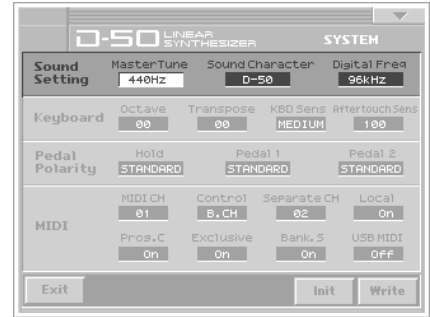 D-50 LINEAR SYNTHESIZER SYSTEM
Sound Setting MasterTune Sound Character Digital Freq
440Hz D-50 96kHz
Keyboard Octave Transpose KBD Sens Aftertouch Sens
00 00 MEDIUM 100
Pedal Polarity Hold Pedal 1 Pedal 2
STANDARD STANDARD STANDARD
MIDI MIDI CH Control Separate CH Local
01 B.CH 02 On
Prog.C Exclusive Bank.S USB MIDI
On On On Off
Exit Init Write